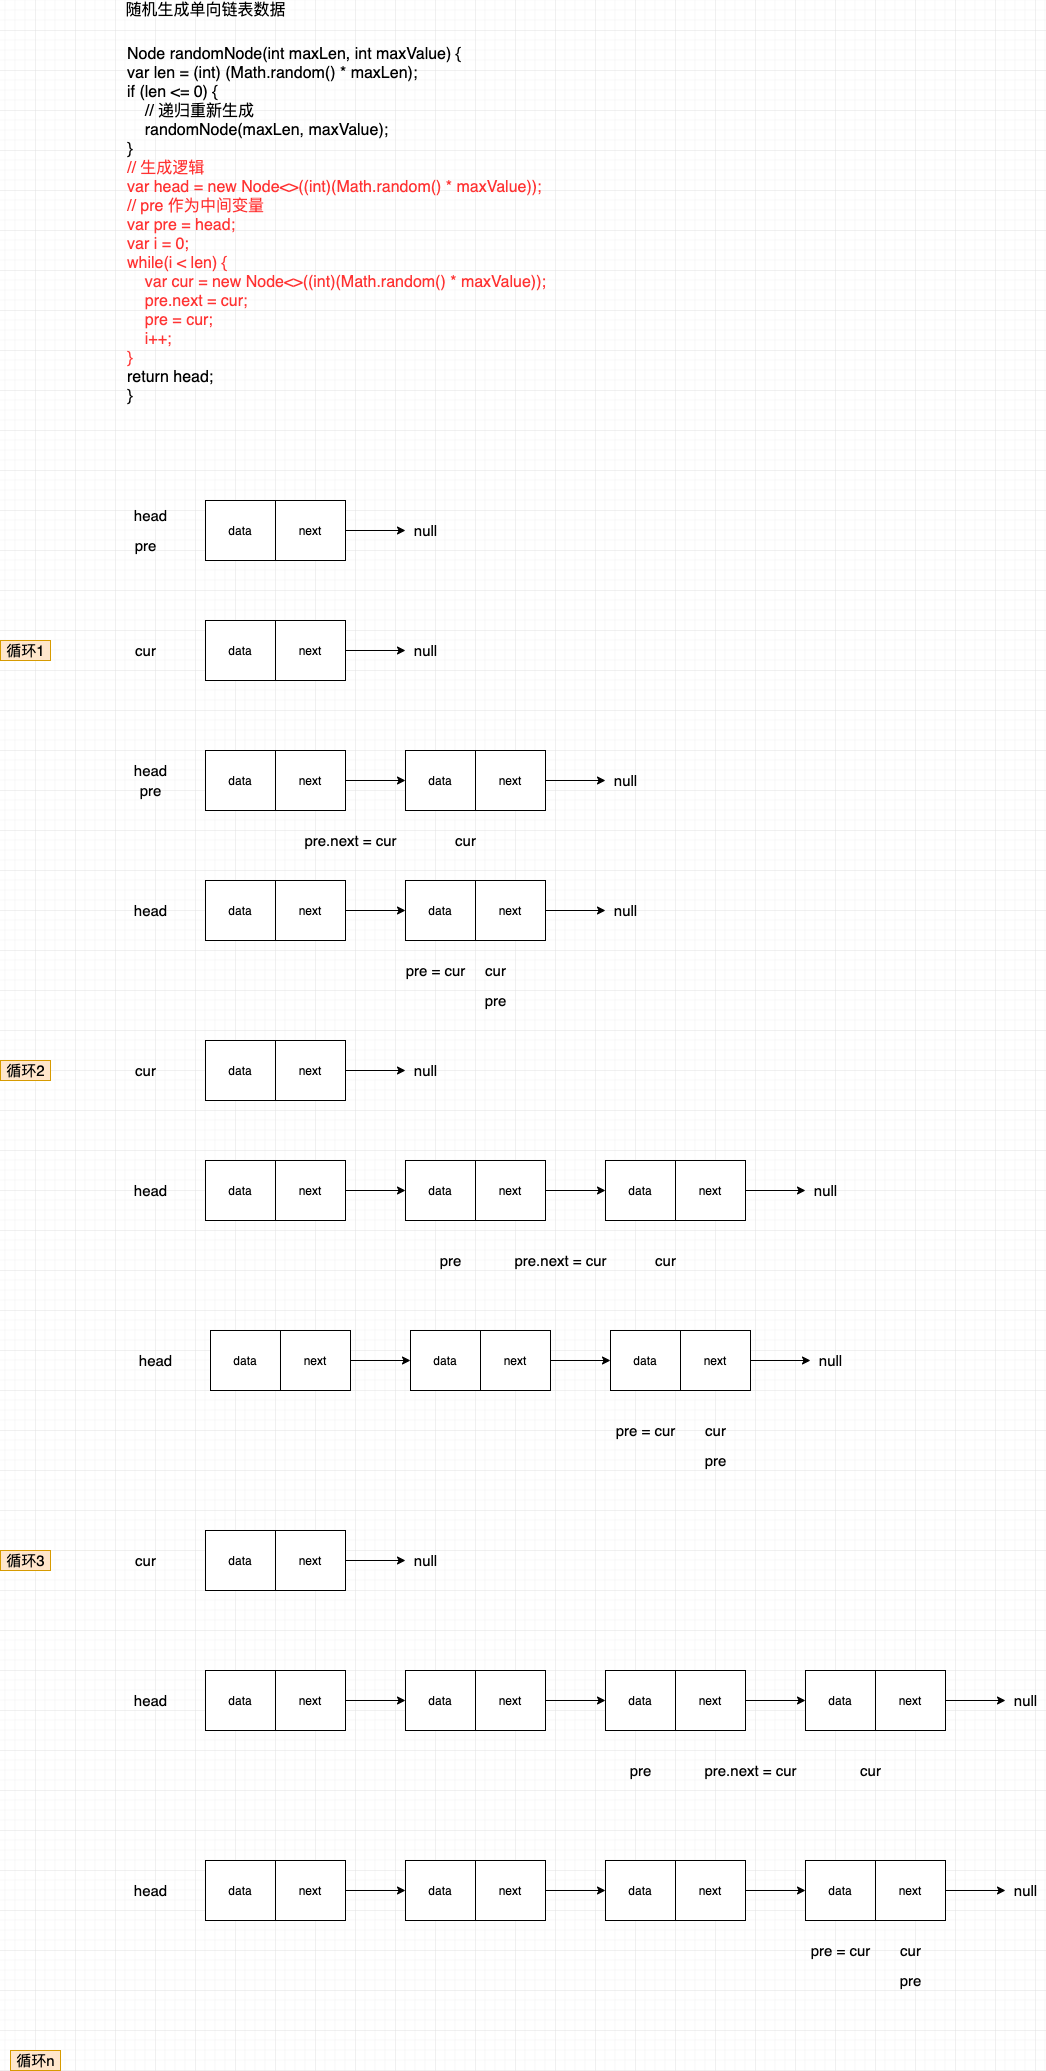 随机生成单向链表数据
Node randomNode(int maxLen, int maxValue) {
var len = (int) (Math.random() * maxLen);
if (len <= 0) {
// 递归重新生成
randomNode(maxLen, maxValue);
}
// 生成逻辑
var head = new Node<>((int)(Math.random() * maxValue));
// pre 作为中间变量
var pre = head;
var i = 0;
while(i < len) {
var cur = new Node<>((int)(Math.random() * maxValue));
pre.next = cur;
pre = cur;
i++;
}
return head;
}
head
pre
data next null
循环1 cur data next null
head
pre
data next data next null
pre.next = cur cur
head data next data next null
pre = cur cur
pre
循环2 cur data next null
head data next data next data next null
pre pre.next = cur cur
head data next data next data next null
pre = cur cur
pre
循环3 cur data next null
head data next data next data next data next null
pre pre.next = cur cur
head data next data next data next data next null
pre = cur cur
pre
循环n